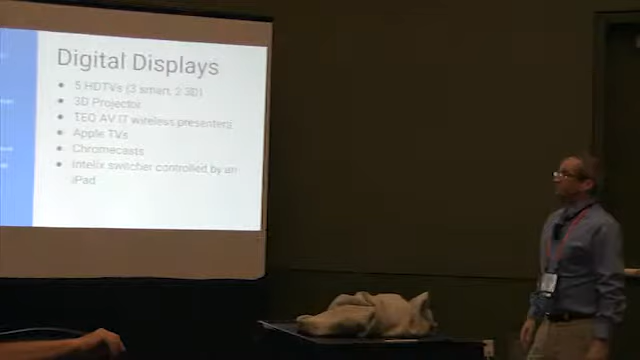 Digital Displays
• 5 HDTVs (3 smart, 2 3D)
• 3D Projector
• TEQ AV IT wireless presenters
• Apple TVs
• Chromecasts
• Intelix switcher controlled by an
iPad